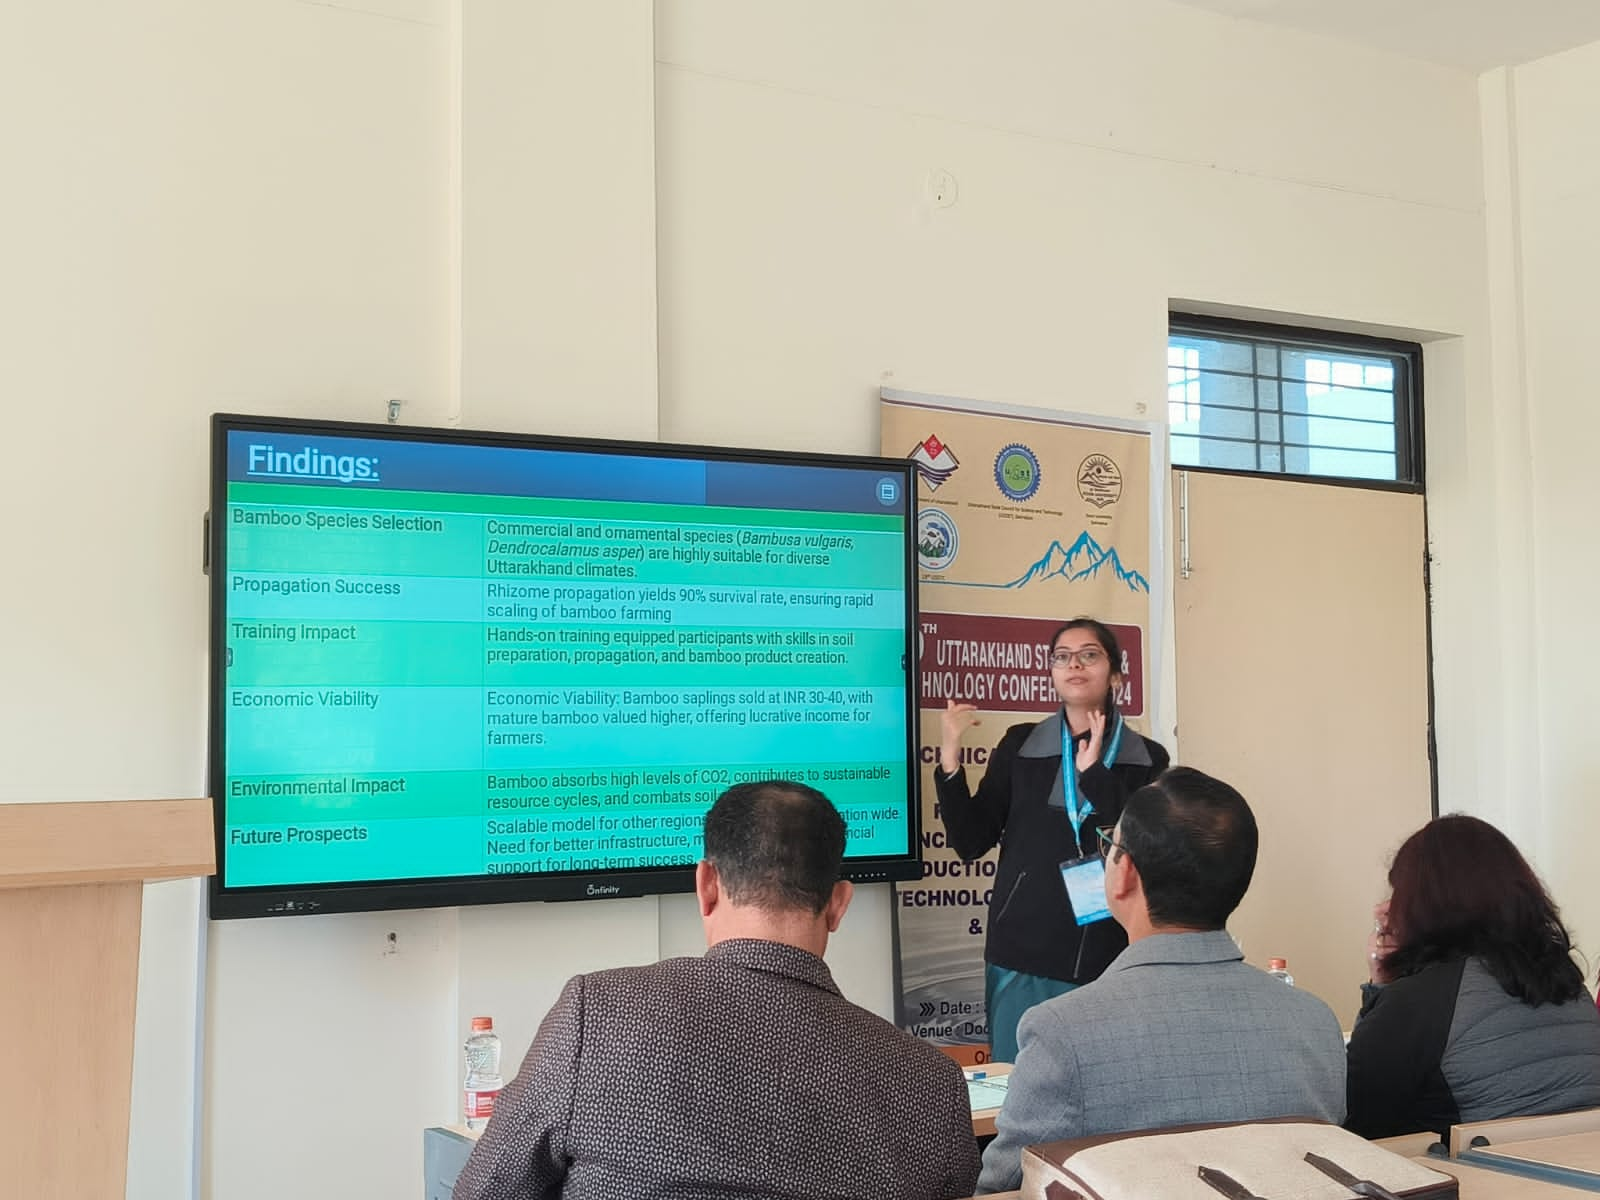 Findings:
Bamboo Species Selection
Commercial and ornamental species (Bambusa vulgaris,
Dendrocalamus asper) are highly suitable for diverse
Uttarakhand climates.
Propagation Success
Rhizome propagation yields 90% survival rate, ensuring rapid
scaling of bamboo farming
Training Impact
Hands-on training equipped participants with skills in soil
preparation, propagation, and bamboo product creation.
Economic Viability
Economic Viability: Bamboo saplings sold at INR 30-40, with
mature bamboo valued higher, offering lucrative income for
farmers.
Environmental Impact
Bamboo absorbs high levels of CO2, contributes to sustainable
resource cycles, and combats soil
Future Prospects
Scalable model for other regions wide.
Need for better infrastructure,
support for long-term success.
Onfinity
TH
UTTARAKHAND ST &
24
& 
Date :
Venue :